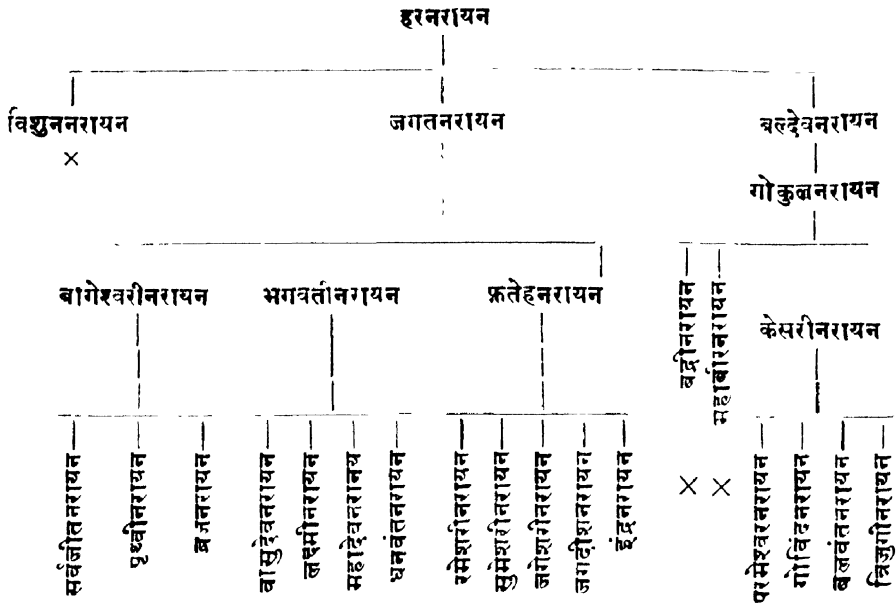 हरनरायन
विशुननरायन
जगतनरायन
बल्देवनरायन
×
गोकुलनरायन
बागेश्वरीनरायन
भगवतीनरायन
फ़तेहनरायन
बद्रीनरायन
महाबीरनरायन
केसरीनरायन
सर्वजीतनरायन
पृथ्वीनरायन
ब्रजनरायन
बासुदेवनरायन
लक्ष्मीनरायन
महादेवनरानय
धनवंतनरायन
रमेशरीनरायन
सुमेशरीनरायन
जगेशरीनरायन
जगदीशनरायन
इंद्रनरायन
×
×
परमेश्वरनरायन
गोविंदनरायन
बलवंतनरायन
त्रिजुगीनरायन